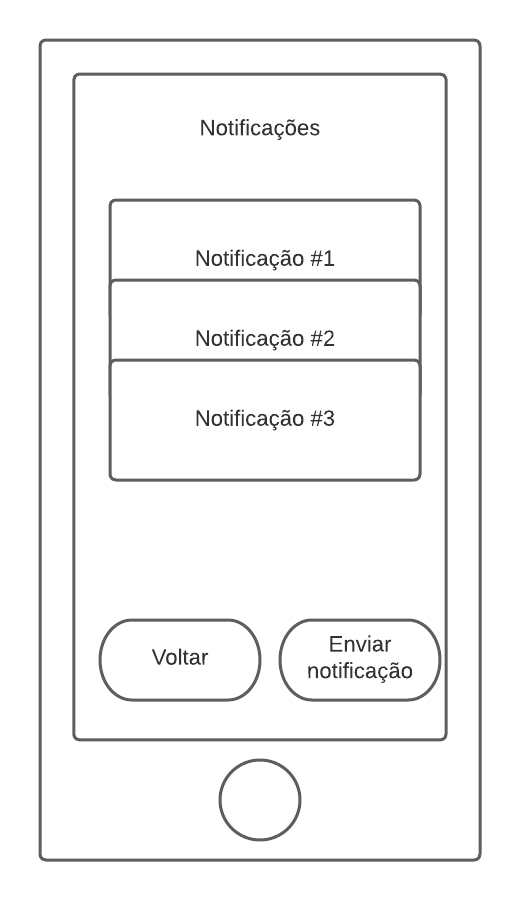 Notificações
Notificação #1
Notificação #2
Notificação #3
Voltar
Enviar
notificação